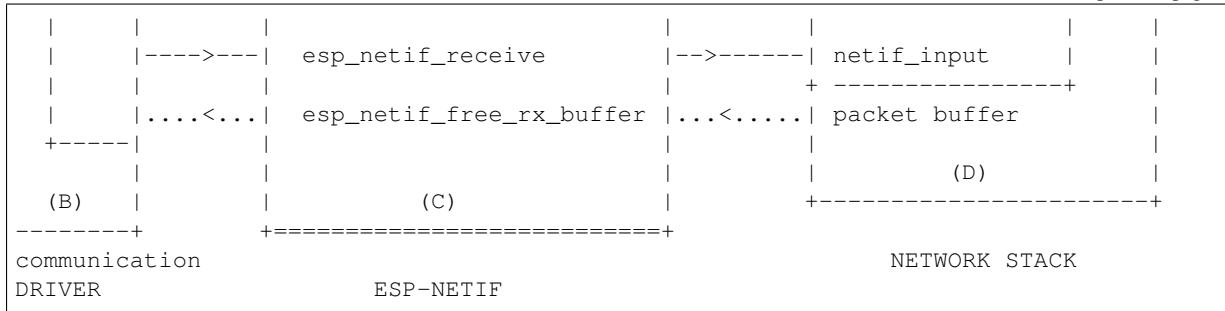 |     |       |        |                           |         |                 |     |
|     |---->---|  esp_netif_receive        |-->------| netif_input     |     |
|     |        |                           |         + ----------------+     |
|     |....<...|  esp_netif_free_rx_buffer |...<.....| packet buffer         |
+-----|        |                           |         |                       |
|        |                           |         |         (D)           |
(B)   |        |          (C)              |         +-----------------------+
--------+        +===========================+
communication                                               NETWORK STACK
DRIVER                   ESP-NETIF